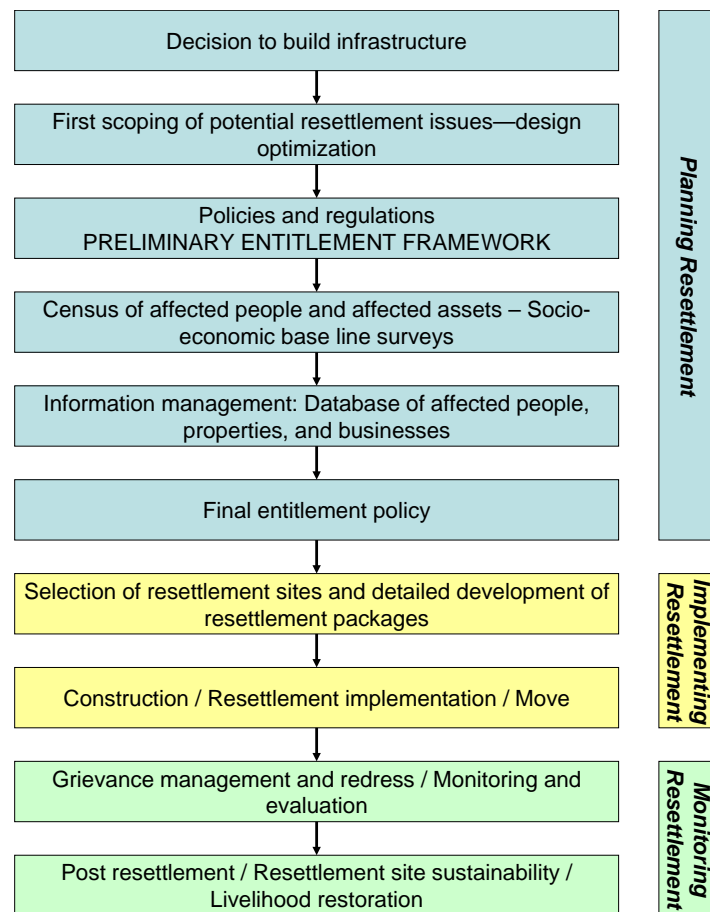 Decision to build infrastructure
First scoping of potential resettlement issues—design
optimization
Policies and regulations
PRELIMINARY ENTITLEMENT FRAMEWORK
Census of affected people and affected assets – Socio-
economic base line surveys
Information management: Database of affected people,
properties, and businesses
Final entitlement policy
Planning Resettlement
Selection of resettlement sites and detailed development of
resettlement packages
Construction / Resettlement implementation / Move
Implementing
Resettlement
Grievance management and redress / Monitoring and
evaluation
Post resettlement / Resettlement site sustainability /
Livelihood restoration
Monitoring
Resettlement